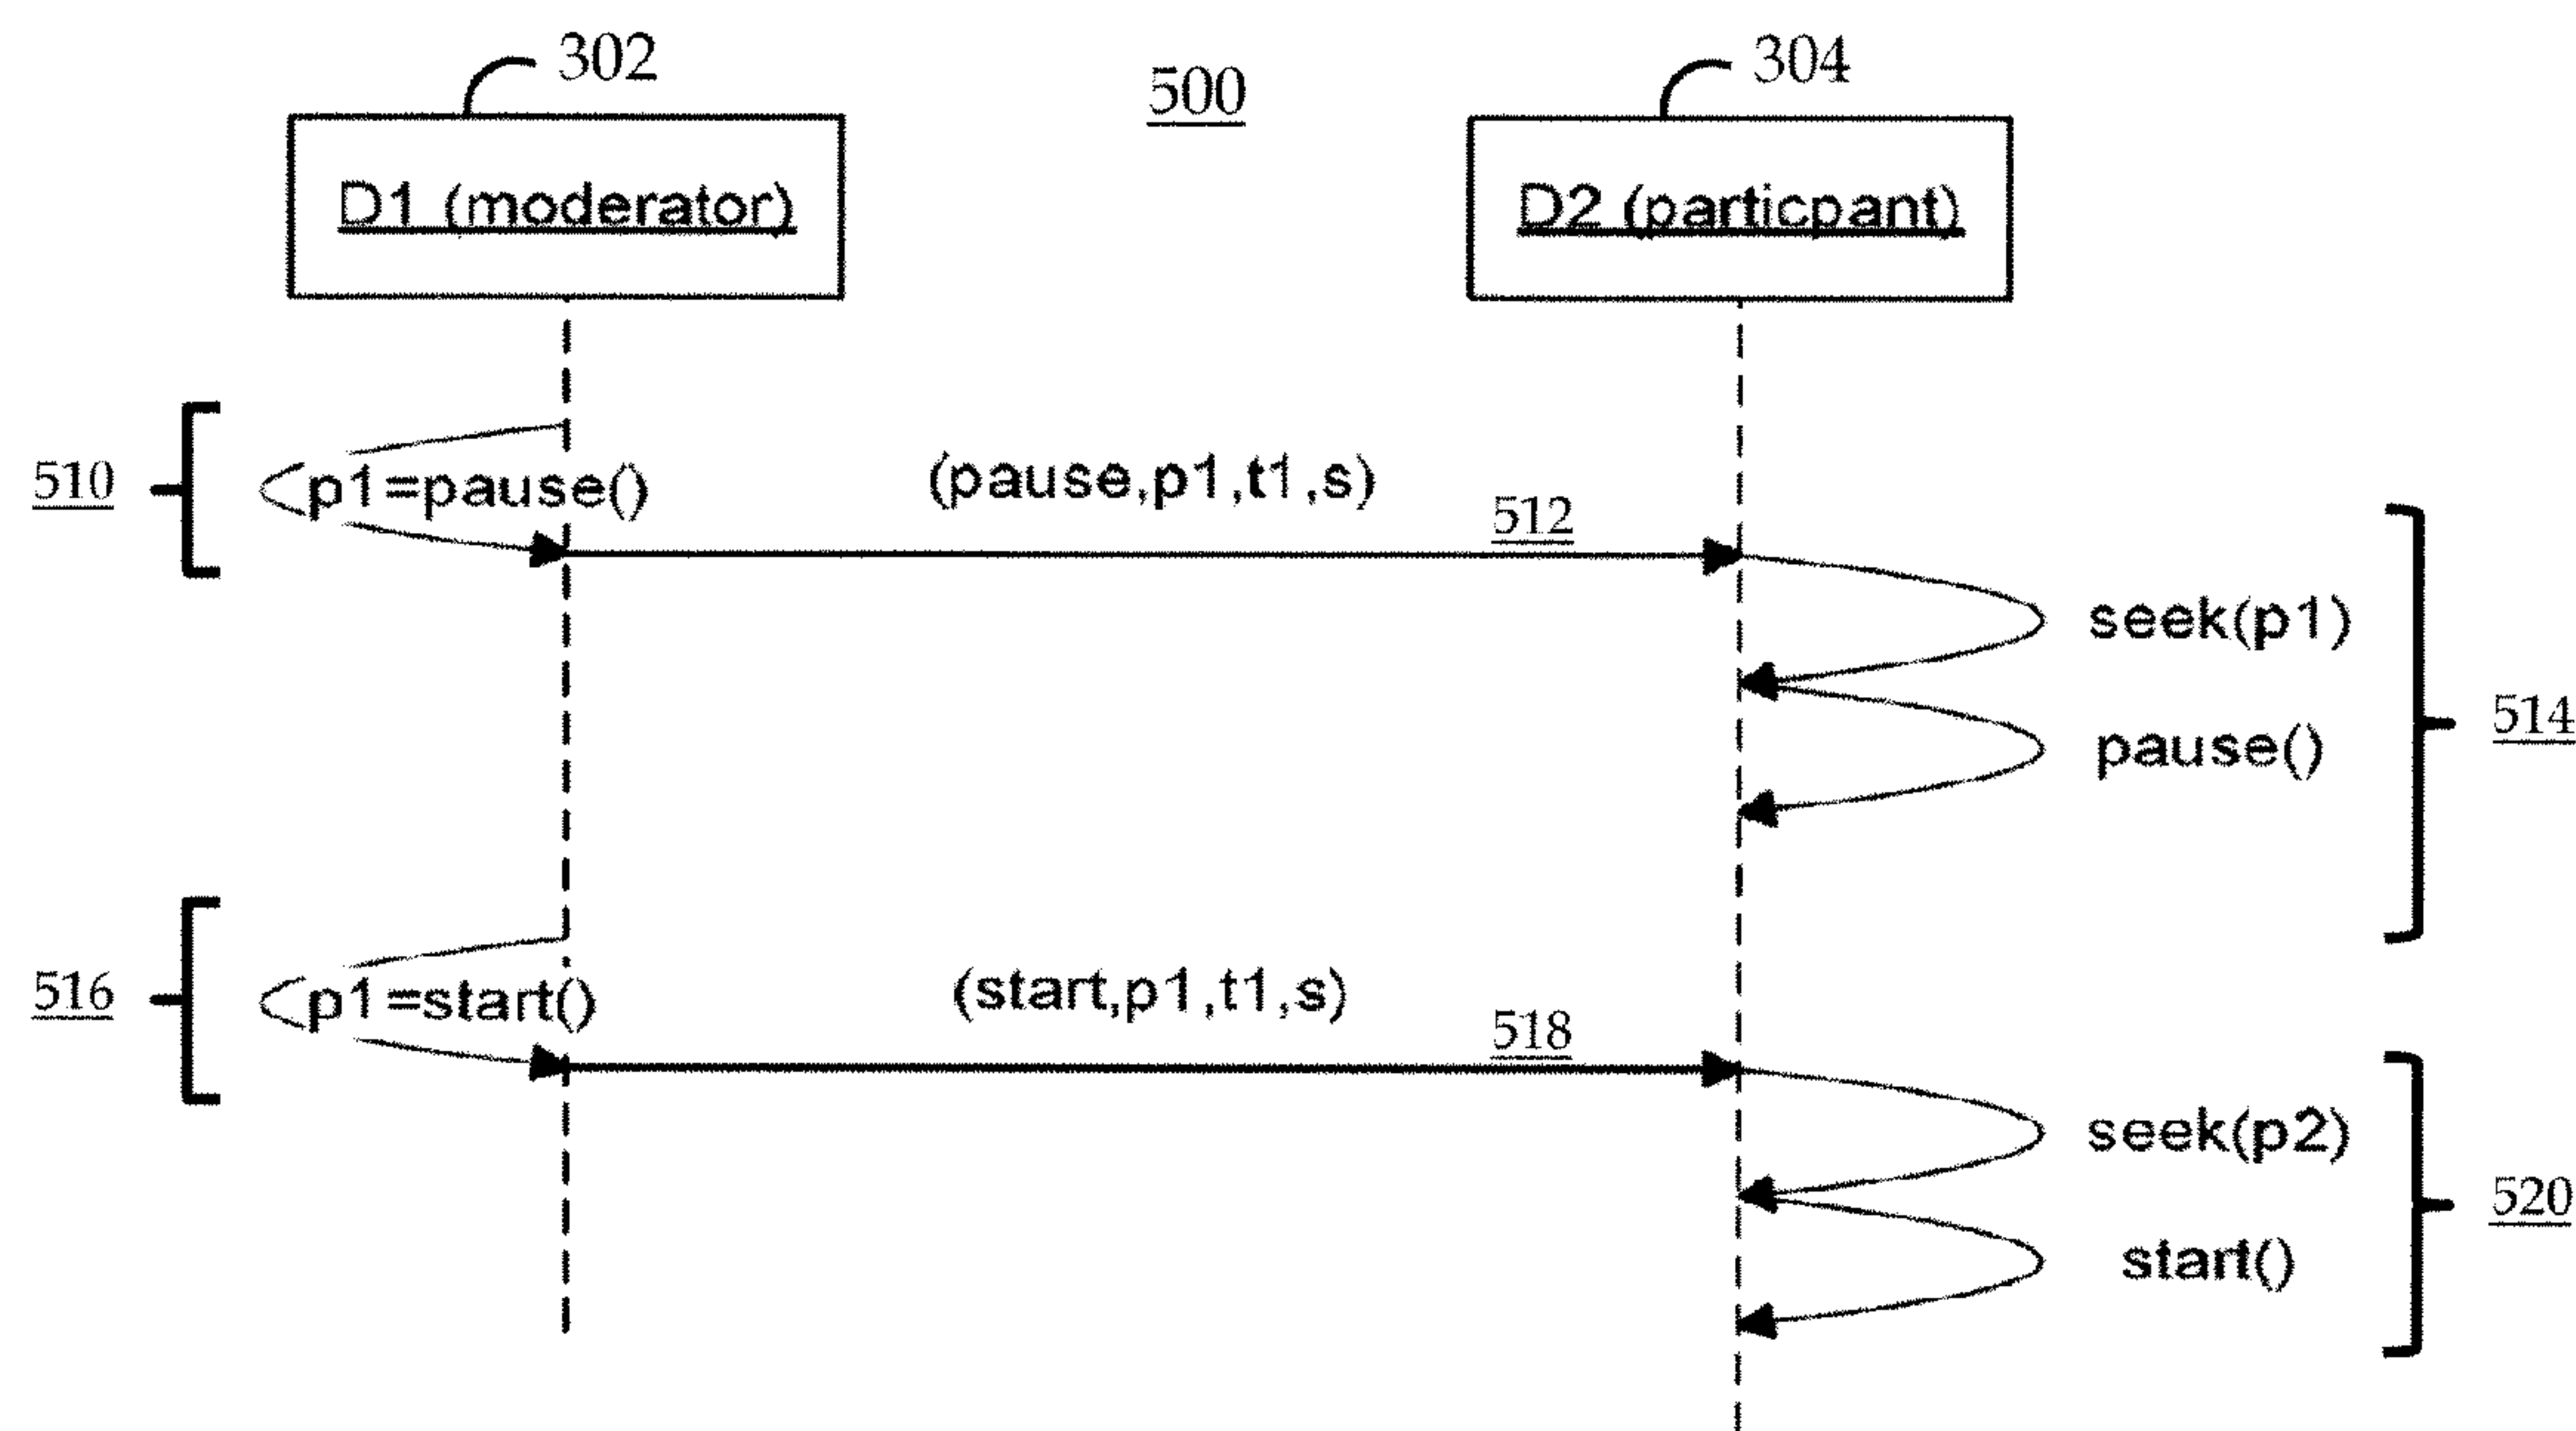 302
500
304
D1 (moderator)
D2 (particpant)
510
p1=pause()
(pause,p1,t1,s)
512
seek(p1)
514
pause()
516
p1=start()
(start,p1,t1,s)
518
seek(p2)
520
start()